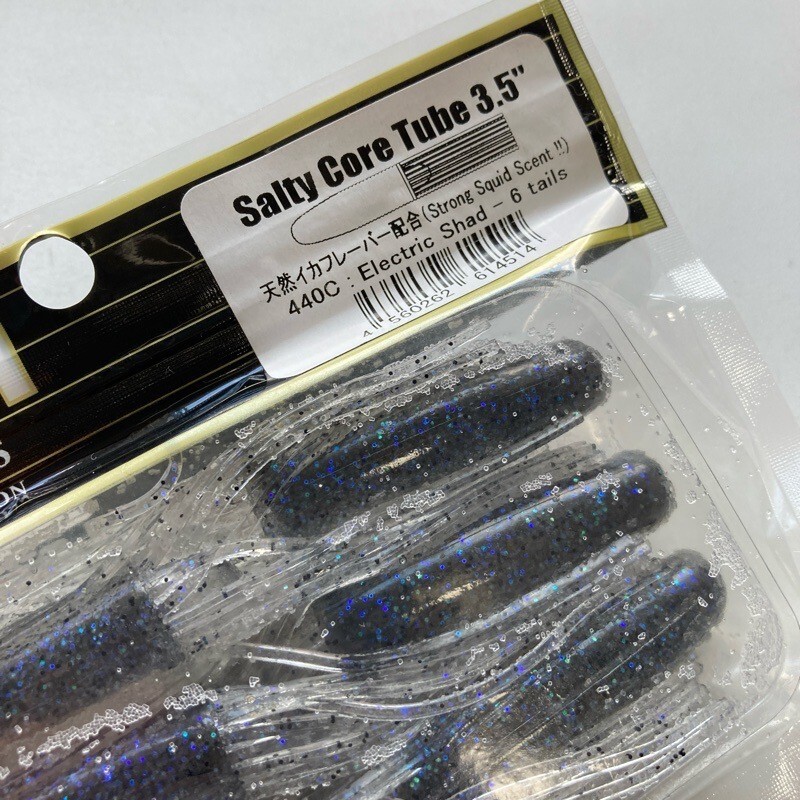 Salty Core Tube 3.5"
天然イカフレーバー配合(Strong Squid Scent !!)
440C : Electric Shad - 6 tails
4 560262 614514
S
ON